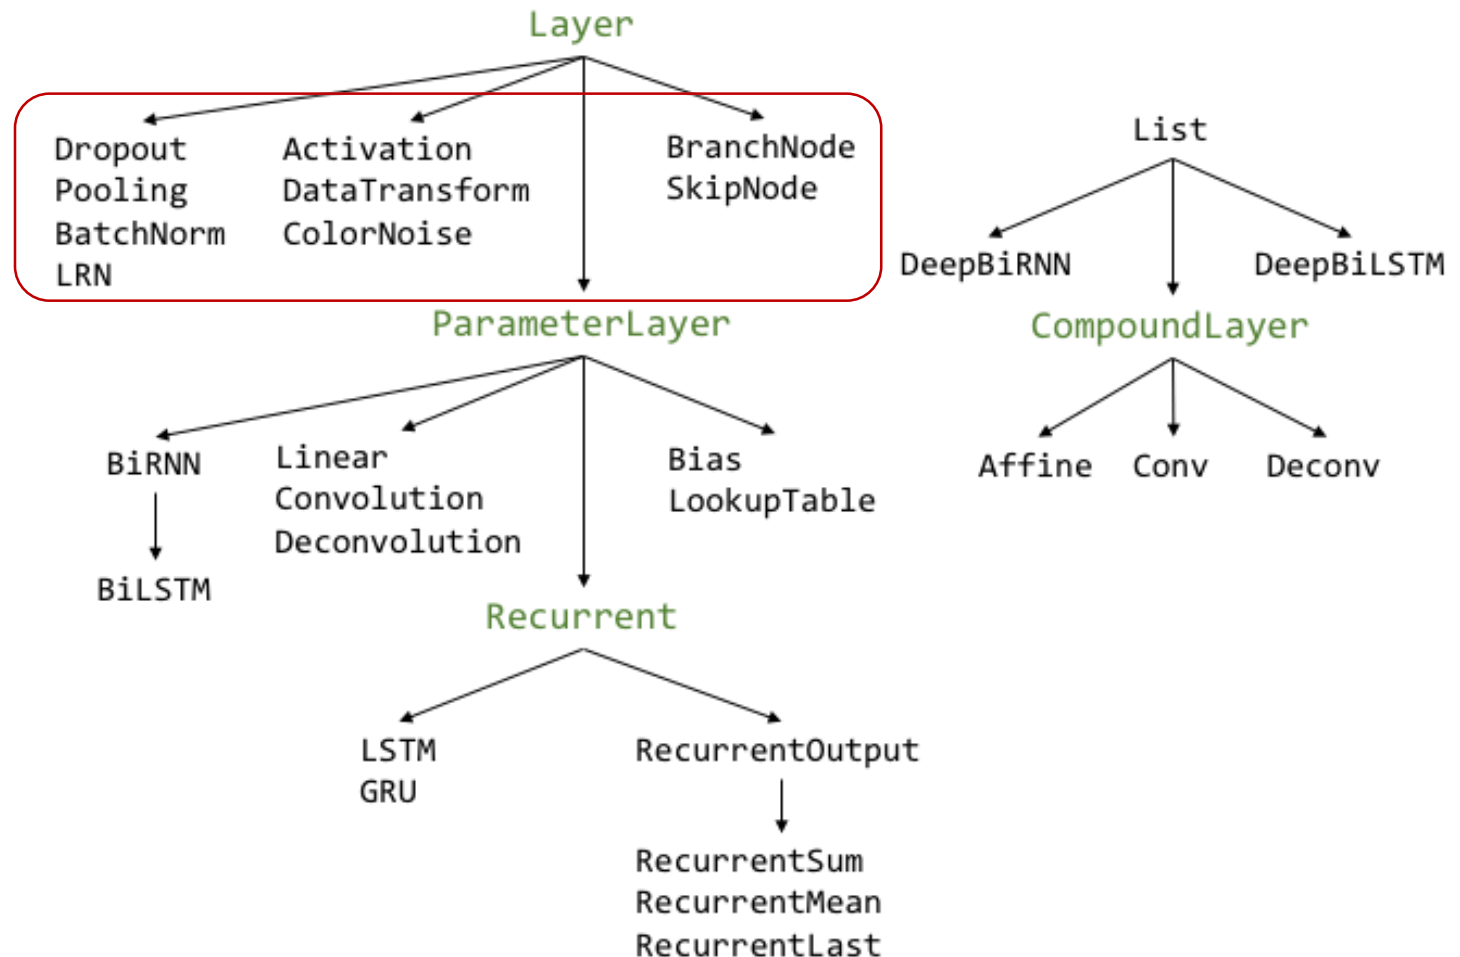 Layer
Dropout
Pooling
BatchNorm
LRN
Activation
DataTransform
ColorNoise
BranchNode
SkipNode
ParameterLayer
BiRNN
BiLSTM
Linear
Convolution
Deconvolution
Bias
LookupTable
Recurrent
LSTM
GRU
RecurrentOutput
RecurrentSum
RecurrentMean
RecurrentLast
List
DeepBiRNN
DeepBiLSTM
CompoundLayer
Affine
Conv
Deconv